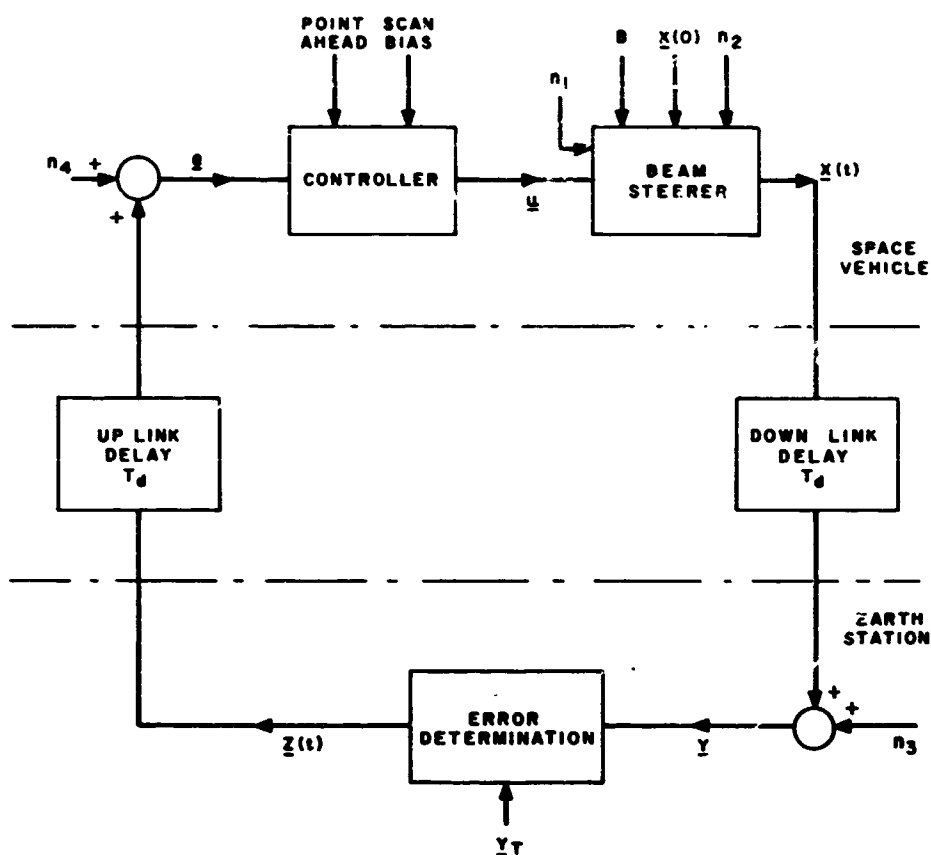 POINT SCAN
AHEAD BIAS
B
x(0)
n2
n1
n4
+
+
e
CONTROLLER
u
BEAM
STEERER
x(t)
SPACE
VEHICLE
UP LINK
DELAY
Td
DOWN LINK
DELAY
Td
EARTH
STATION
+
+
n3
Y
ERROR
DETERMINATION
Z(t)
YT